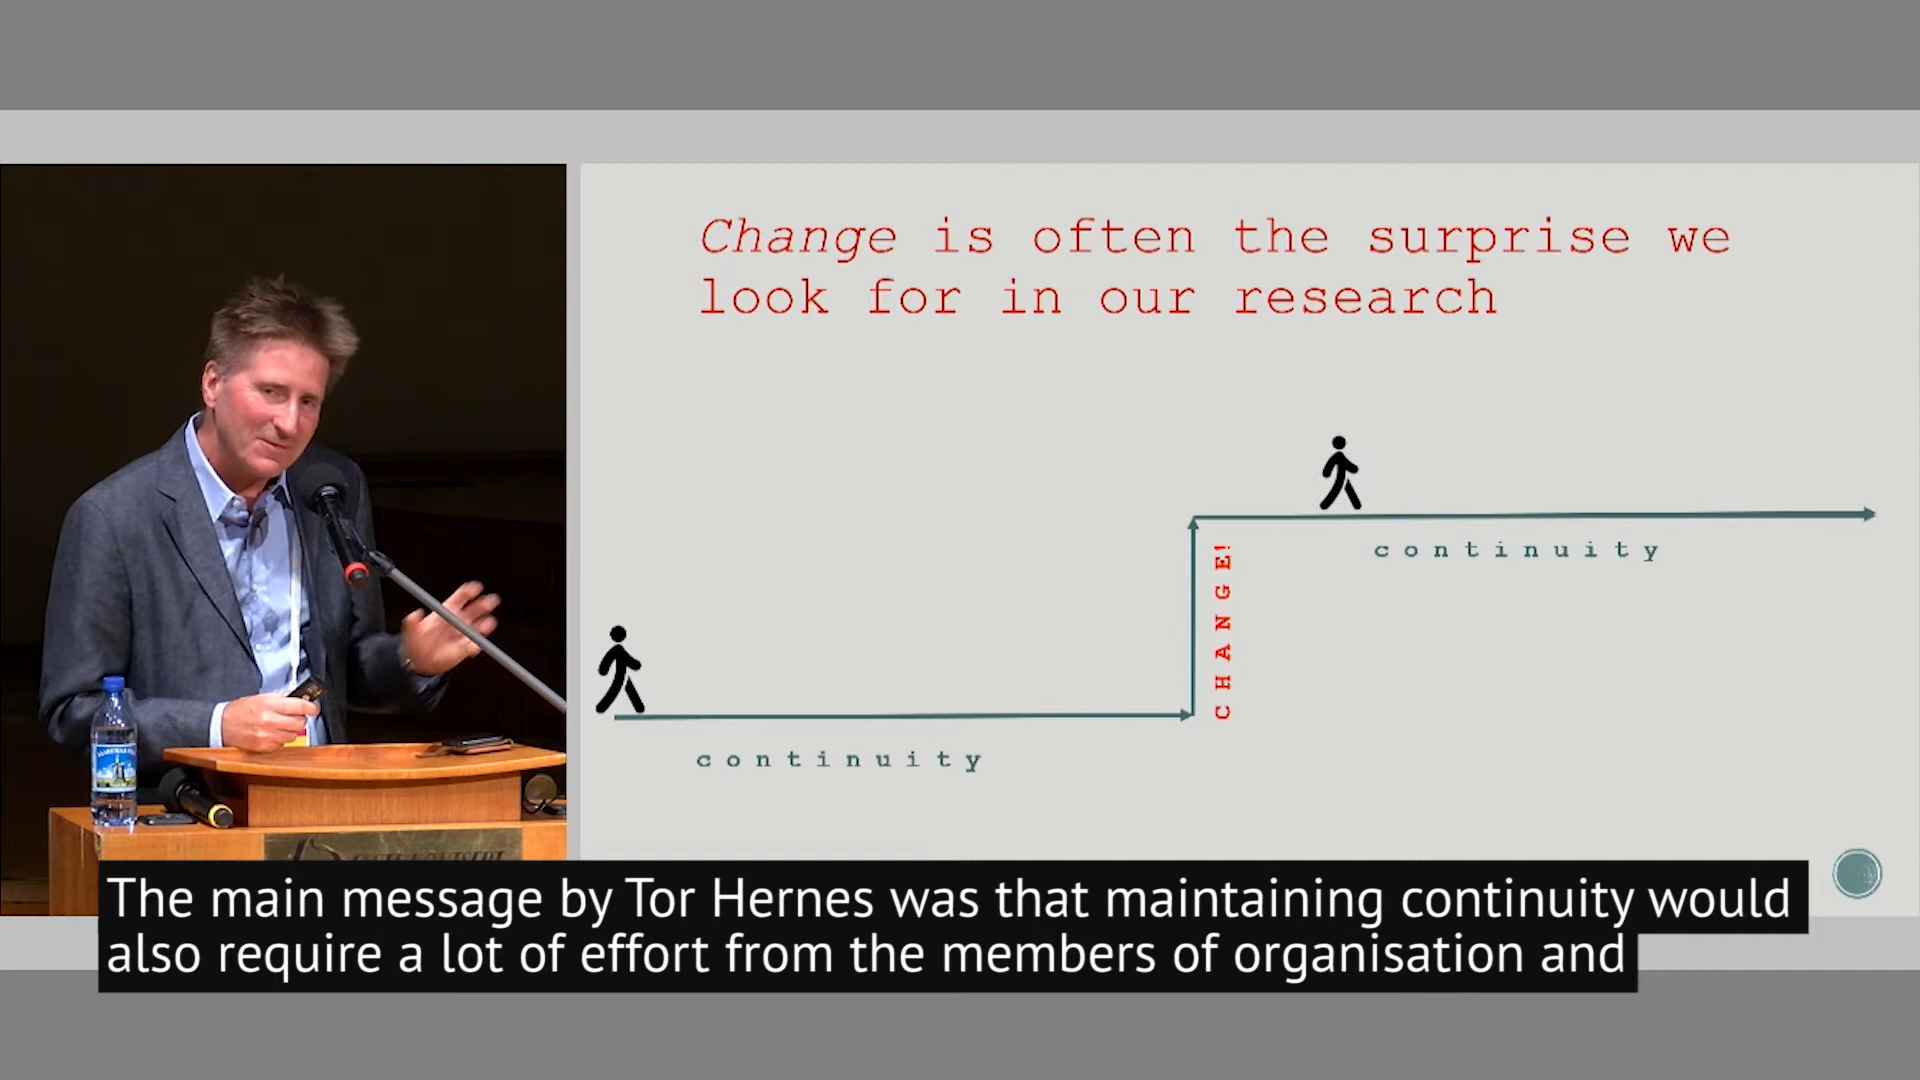 Change is often the surprise we
look for in our research
continuity
CHANGE!
continuity
The main message by Tor Hernes was that maintaining continuity would
also require a lot of effort from the members of organisation and